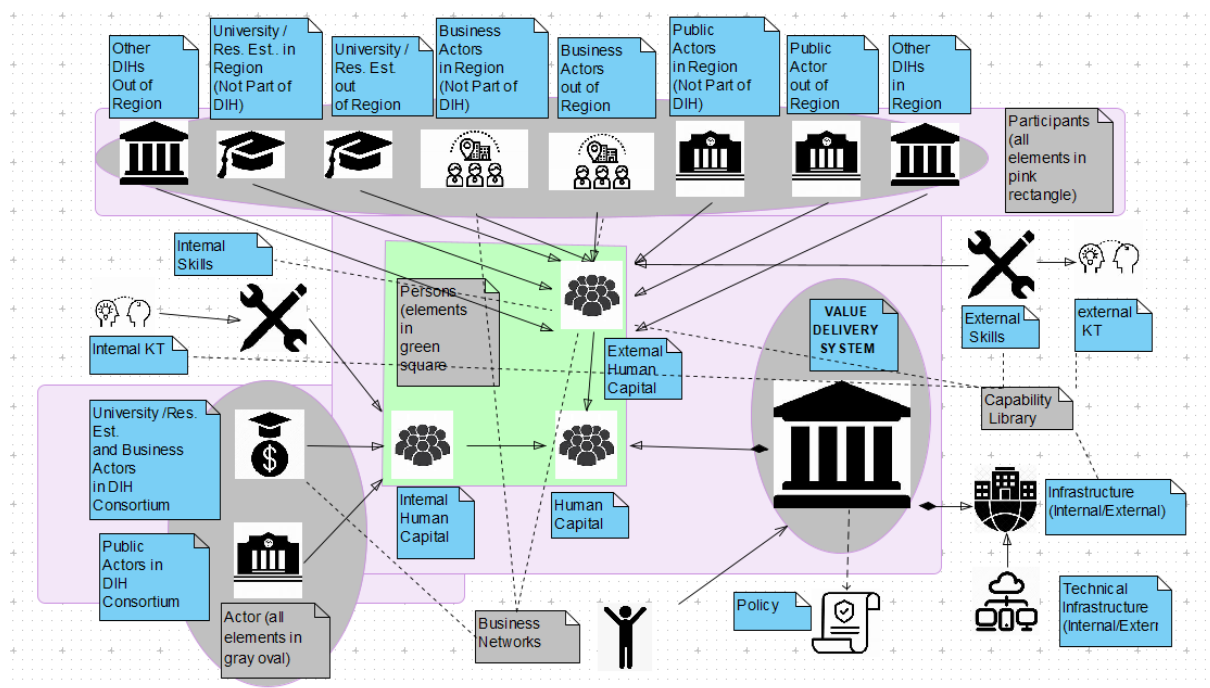 Other
DIHs
Out of
Region
University /
Res. Est. in
Region
(Not Part of
DIH)
University /
Res. Est.
out
of Region
Business
Actors
in Region
(Not Part of
DIH)
Business
Actors
out of
Region
Public
Actors
in Region
(Not Part of
DIH)
Public
Actor
out of
Region
Other
DIHs
in
Region
Participants
(all
elements in
pink
rectangle)
Internal
Skills
Persons
(elements
in
green
square
VALUE
DELIVERY
SYSTEM
External
Skills
external
KT
Internal KT
External
Human
Capital
Capability
Library
University /Res.
Est.
and Business
Actors
in DIH
Consortium
Internal
Human
Capital
Human
Capital
Infrastructure
(Internal/External)
Public
Actors in
DIH
Consortium
Actor (all
elements in
gray oval)
Business
Networks
Policy
Technical
Infrastructure
(Internal/Exterr